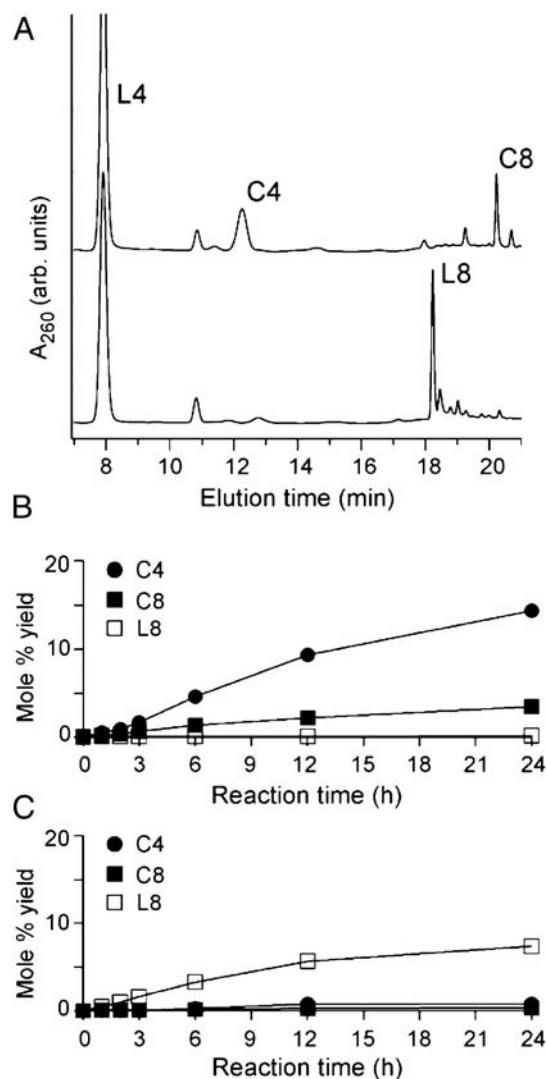 A
L4
C4
C8
L8
A260 (arb. units)
8 10 12 14 16 18 20
Elution time (min)
B
20
10
0
Mole % yield
C4
C8
L8
0 3 6 9 12 15 18 21 24
Reaction time (h)
C
20
10
0
Mole % yield
C4
C8
L8
0 3 6 9 12 15 18 21 24
Reaction time (h)